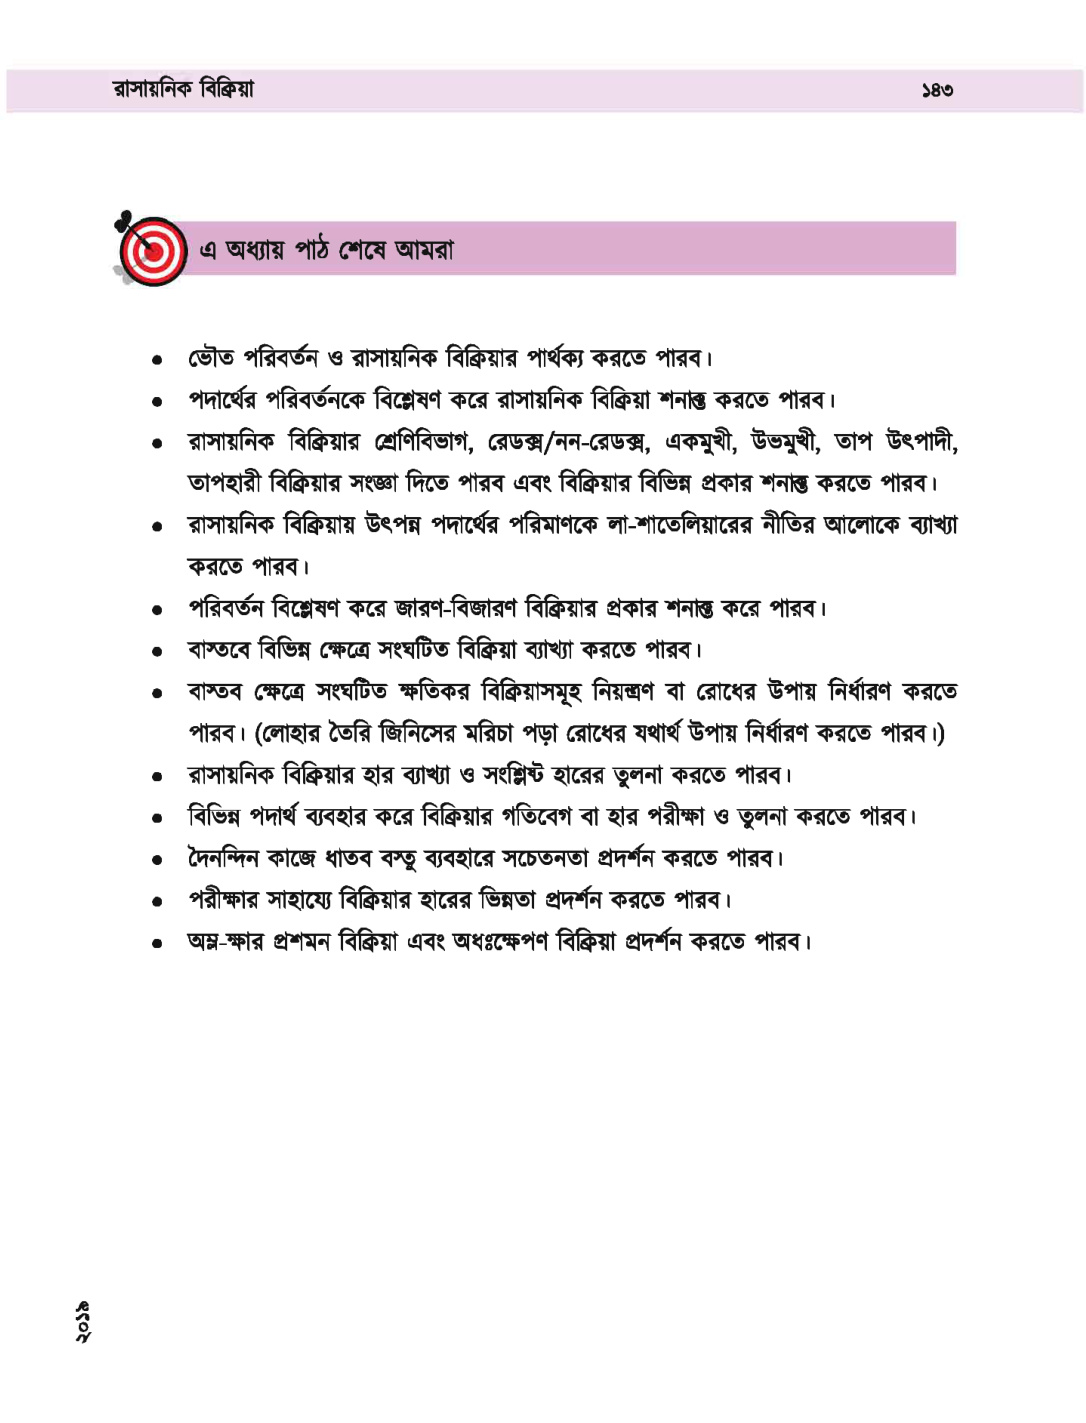 রাসায়নিক বিক্রিয়া ১৪৩
এ অধ্যায় পাঠ শেষে আমরা
• ভৌত পরিবর্তন ও রাসায়নিক বিক্রিয়ার পার্থক্য করতে পারব।
• পদার্থের পরিবর্তনকে বিশ্লেষণ করে রাসায়নিক বিক্রিয়া শনাক্ত করতে পারব।
• রাসায়নিক বিক্রিয়ার শ্রেণিবিভাগ, রেডক্স/নন-রেডক্স, একমুখী, উভমুখী, তাপ উৎপাদী,
তাপহারী বিক্রিয়ার সংজ্ঞা দিতে পারব এবং বিক্রিয়ার বিভিন্ন প্রকার শনাক্ত করতে পারব।
• রাসায়নিক বিক্রিয়ায় উৎপন্ন পদার্থের পরিমাণকে লা-শাতেলিয়ারের নীতির আলোকে ব্যাখ্যা
করতে পারব।
• পরিবর্তন বিশ্লেষণ করে জারণ-বিজারণ বিক্রিয়ার প্রকার শনাক্ত করে পারব।
• বাস্তবে বিভিন্ন ক্ষেত্রে সংঘটিত বিক্রিয়া ব্যাখ্যা করতে পারব।
• বাস্তব ক্ষেত্রে সংঘটিত ক্ষতিকর বিক্রিয়াসমূহ নিয়ন্ত্রণ বা রোধের উপায় নির্ধারণ করতে
পারব। (লোহার তৈরি জিনিসের মরিচা পড়া রোধের যথার্থ উপায় নির্ধারণ করতে পারব।)
• রাসায়নিক বিক্রিয়ার হার ব্যাখ্যা ও সংশ্লিষ্ট হারের তুলনা করতে পারব।
• বিভিন্ন পদার্থ ব্যবহার করে বিক্রিয়ার গতিবেগ বা হার পরীক্ষা ও তুলনা করতে পারব।
• দৈনন্দিন কাজে ধাতব বস্তু ব্যবহারে সচেতনতা প্রদর্শন করতে পারব।
• পরীক্ষার সাহায্যে বিক্রিয়ার হারের ভিন্নতা প্রদর্শন করতে পারব।
• অম্ল-ক্ষার প্রশমন বিক্রিয়া এবং অধঃক্ষেপণ বিক্রিয়া প্রদর্শন করতে পারব।
২০১৯